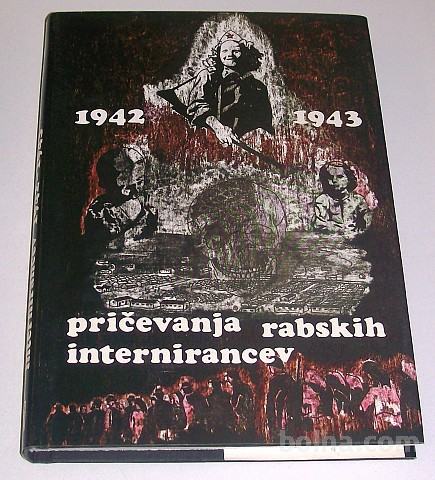 1942 1943
pričevanja rabskih
internirancev
bolha.com